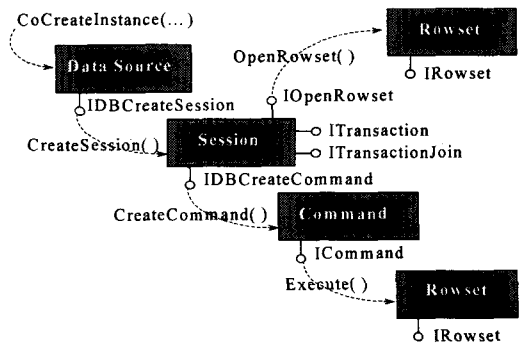 CoCreateInstance(...)
Rowset
Data Source
OpenRowset( )
IRowset
IDBCreateSession
IOpenRowset
CreateSession( )
Session
ITransaction
ITransactionJoin
IDBCreateCommand
CreateCommand( )
Command
ICommand
Execute( )
Rowset
IRowset